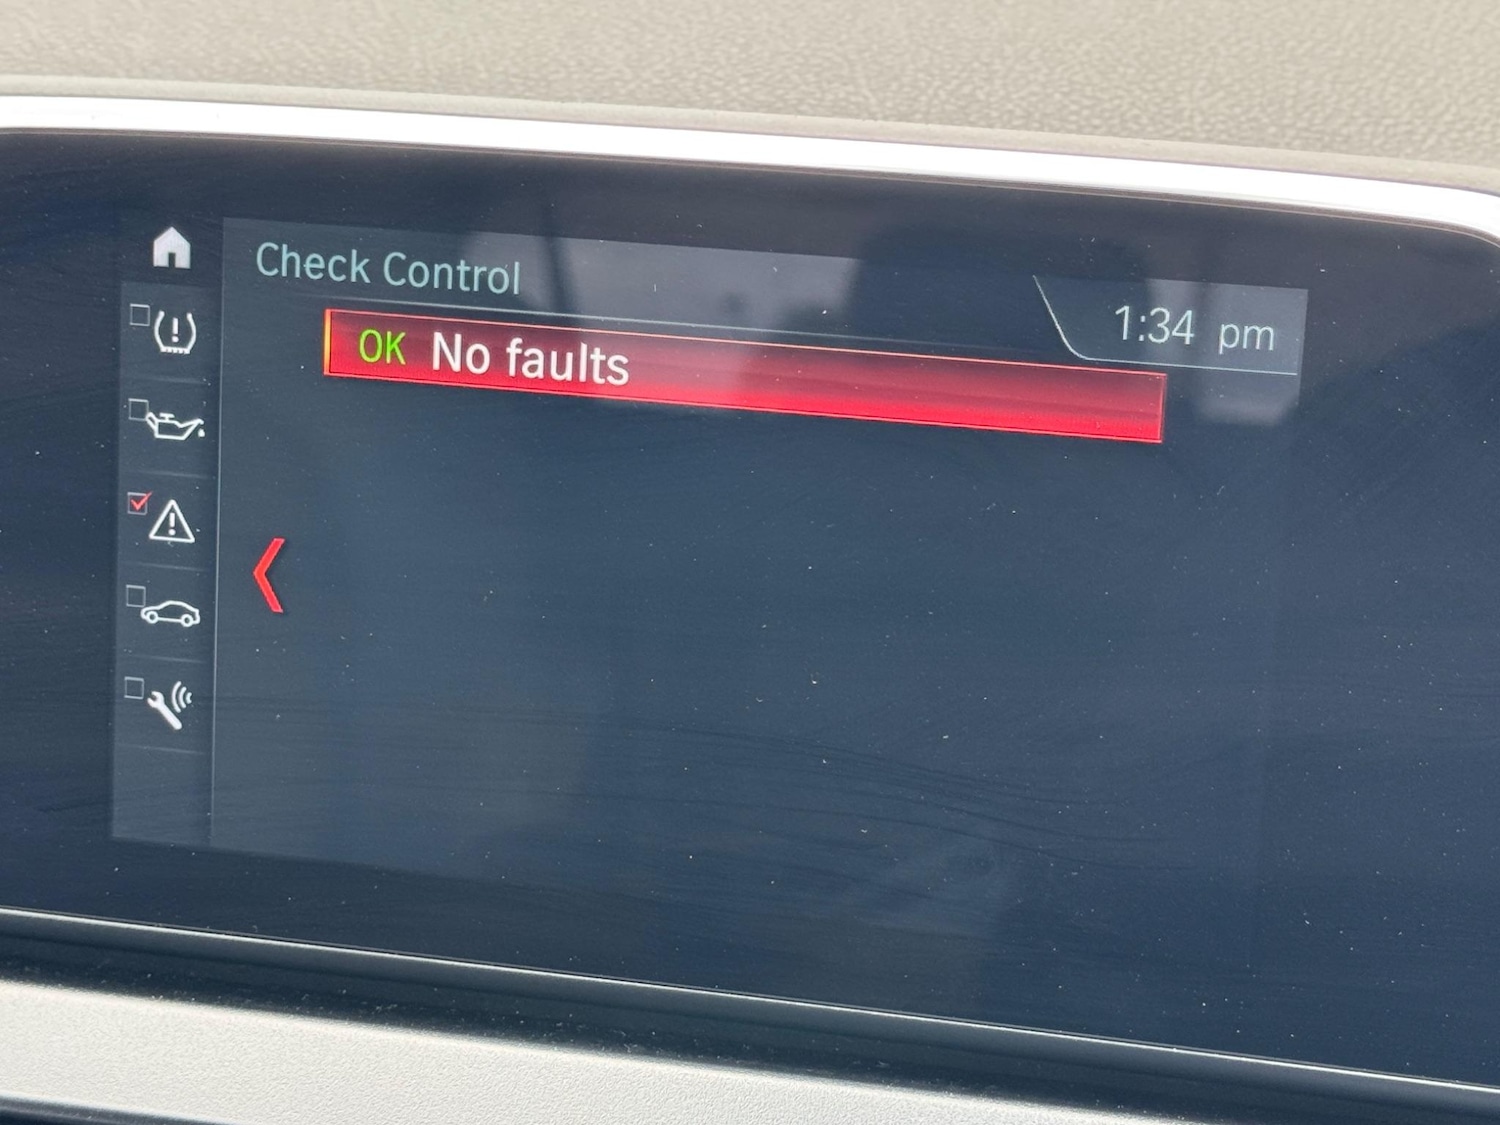 Check Control
1:34 pm
OK No faults